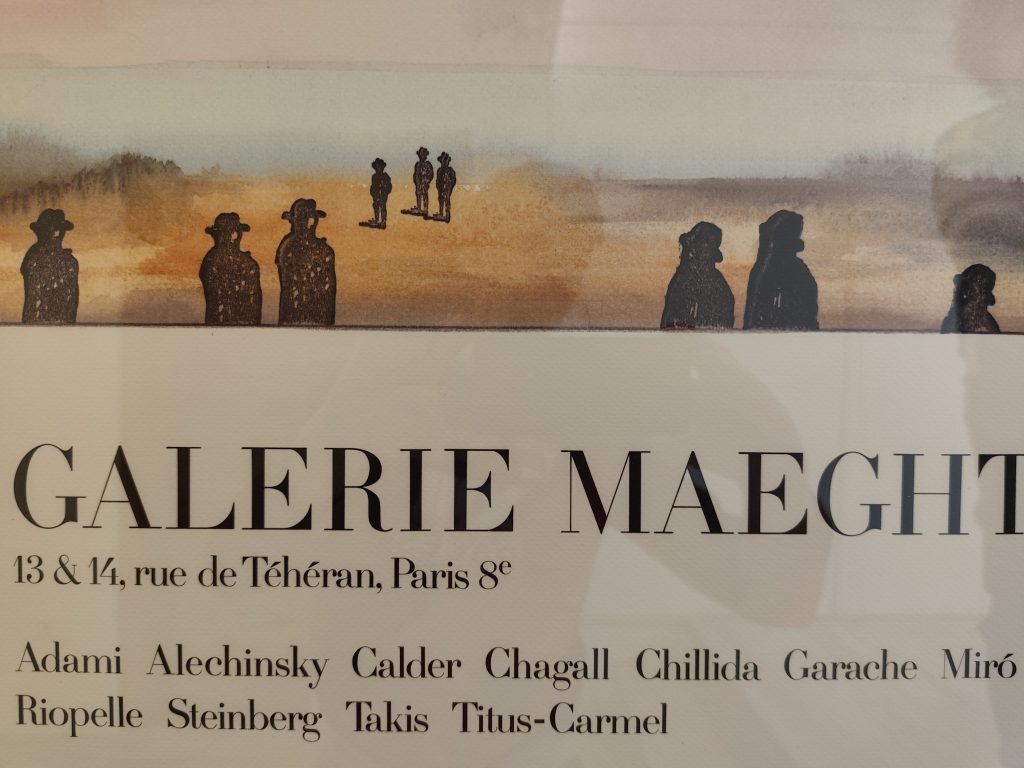 GALERIE MAEGHT
13 & 14, rue de Téhéran, Paris 8e
Adami Alechinsky Calder Chagall Chillida Garache Miró
Riopelle Steinberg Takis Titus-Carmel